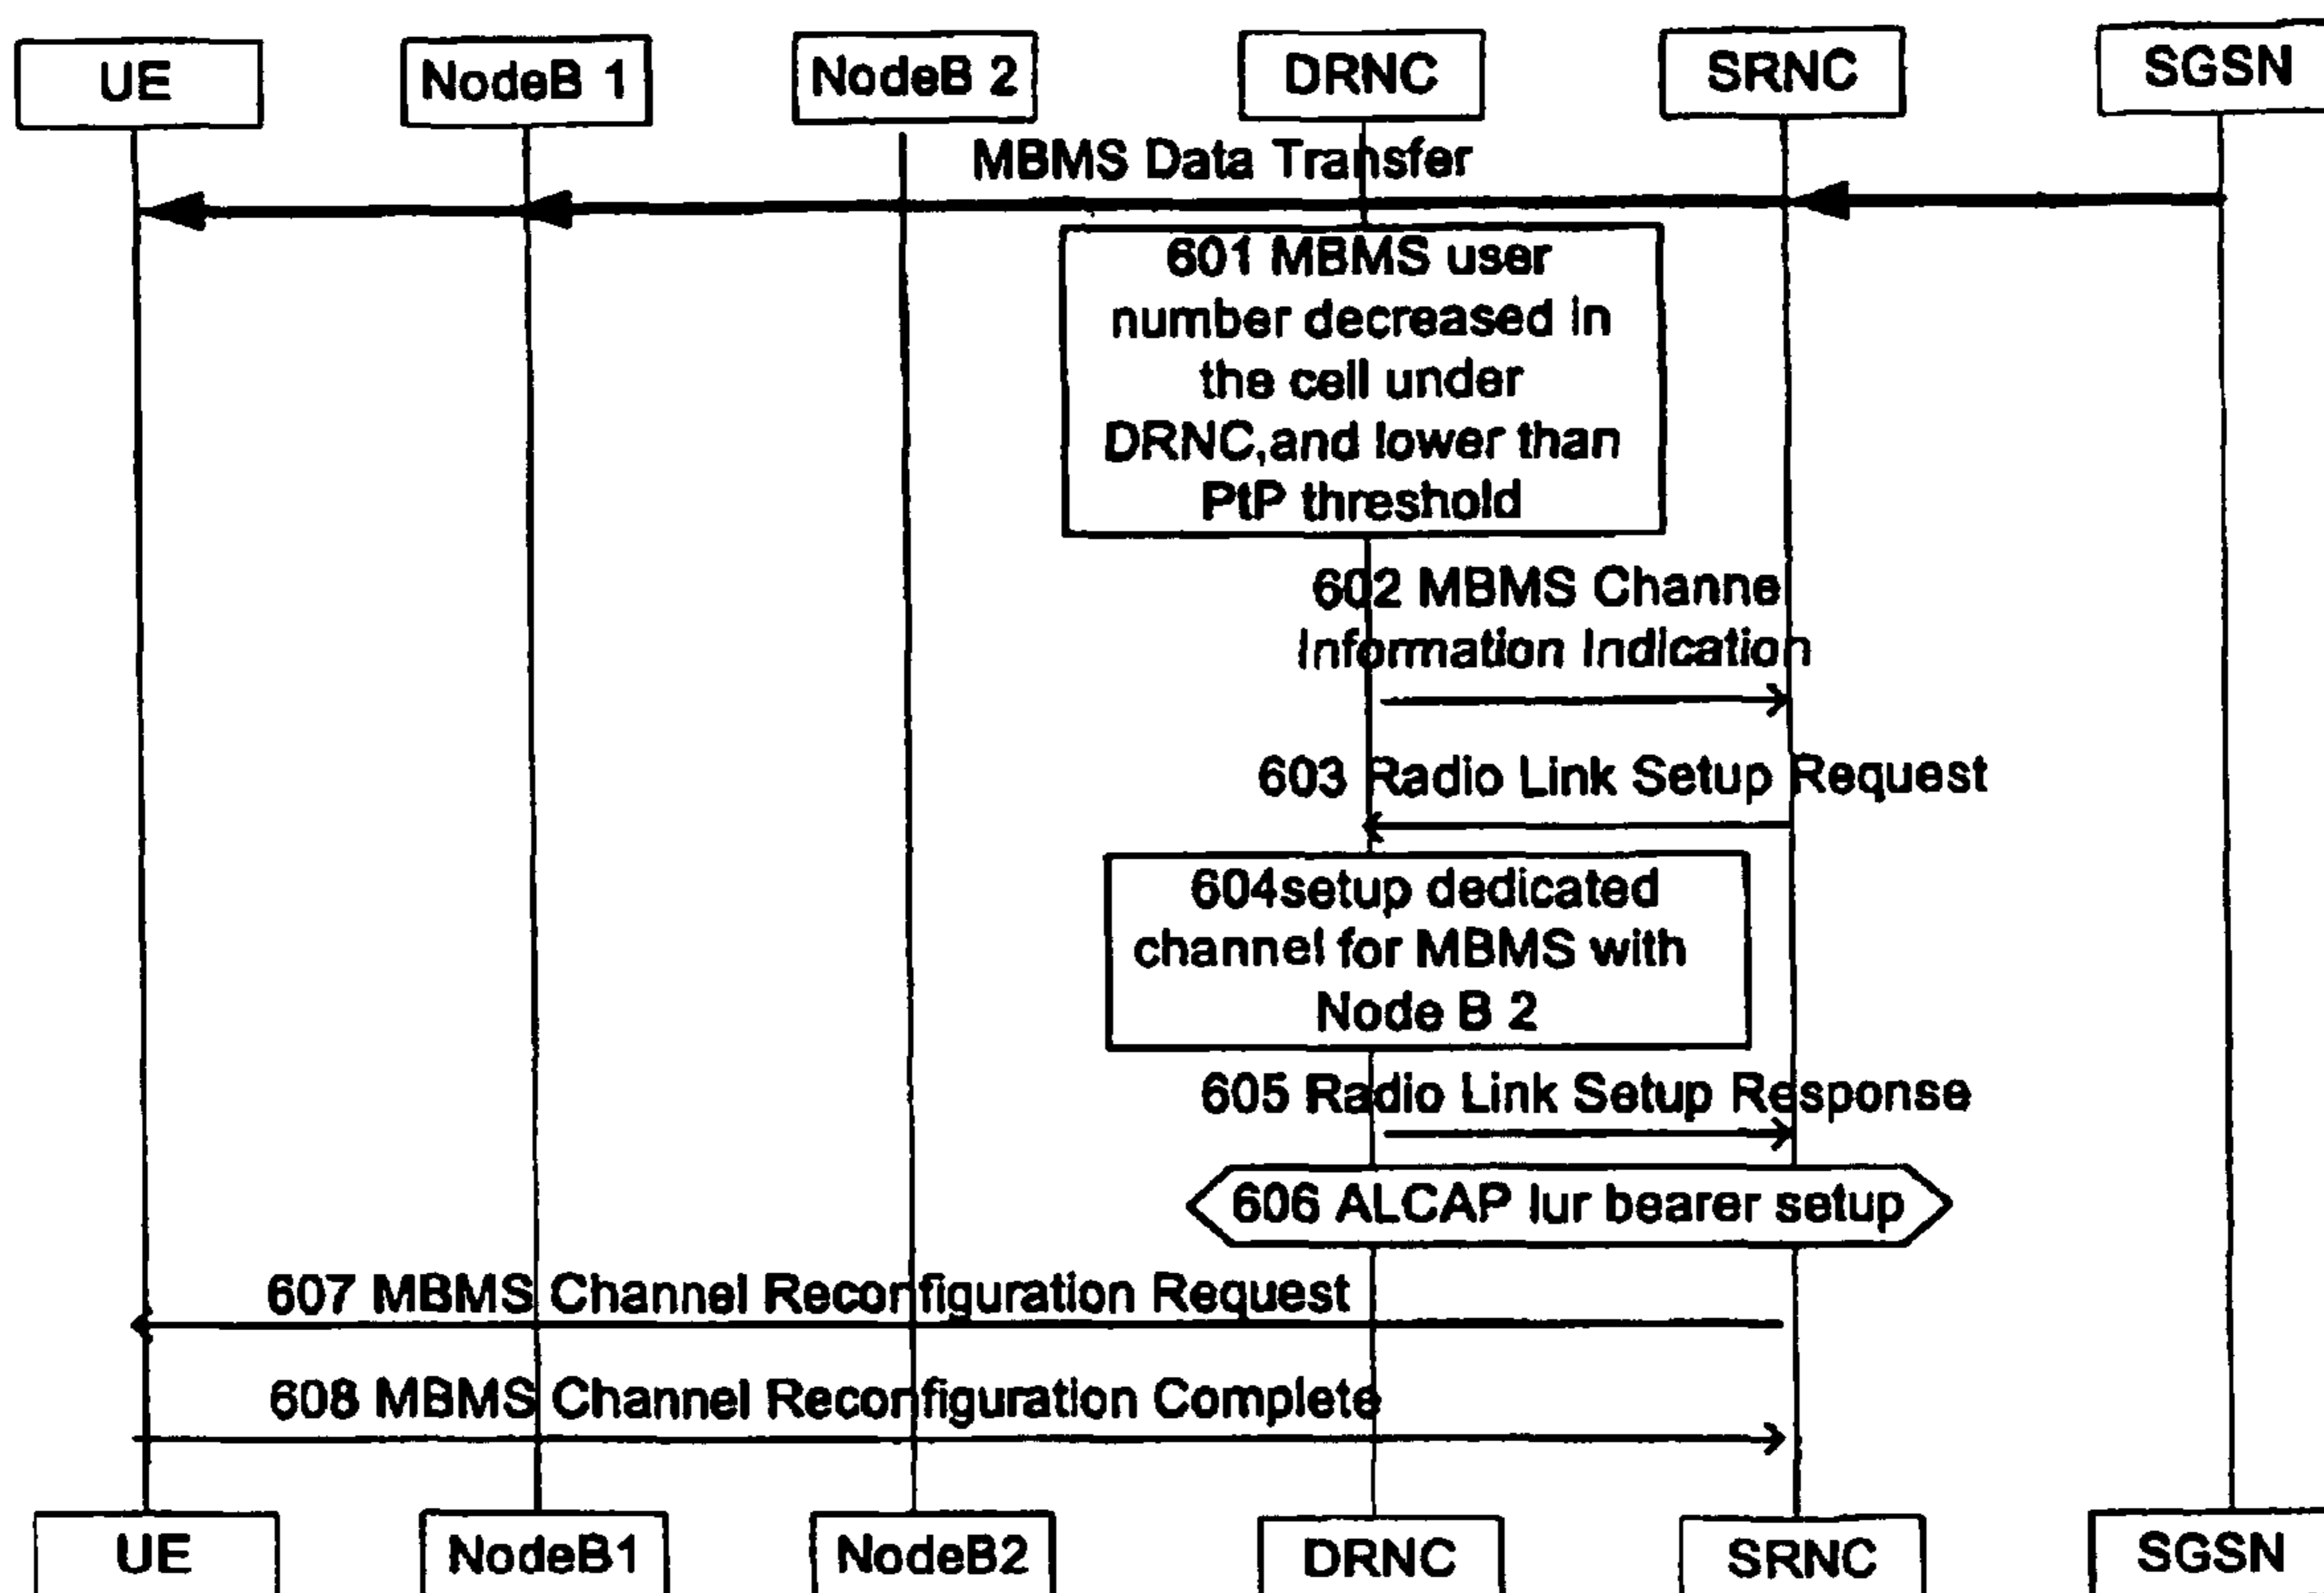 UE
NodeB 1
NodeB 2
DRNC
SRNC
SGSN
MBMS Data Transfer
601 MBMS user
number decreased in
the cell under
DRNC,and lower than
PtP threshold
602 MBMS Channe
Information Indication
603 Radio Link Setup Request
604setup dedicated
channel for MBMS with
Node B 2
605 Radio Link Setup Response
606 ALCAP Iur bearer setup
607 MBMS Channel Reconfiguration Request
608 MBMS Channel Reconfiguration Complete
UE
NodeB1
NodeB2
DRNC
SRNC
SGSN